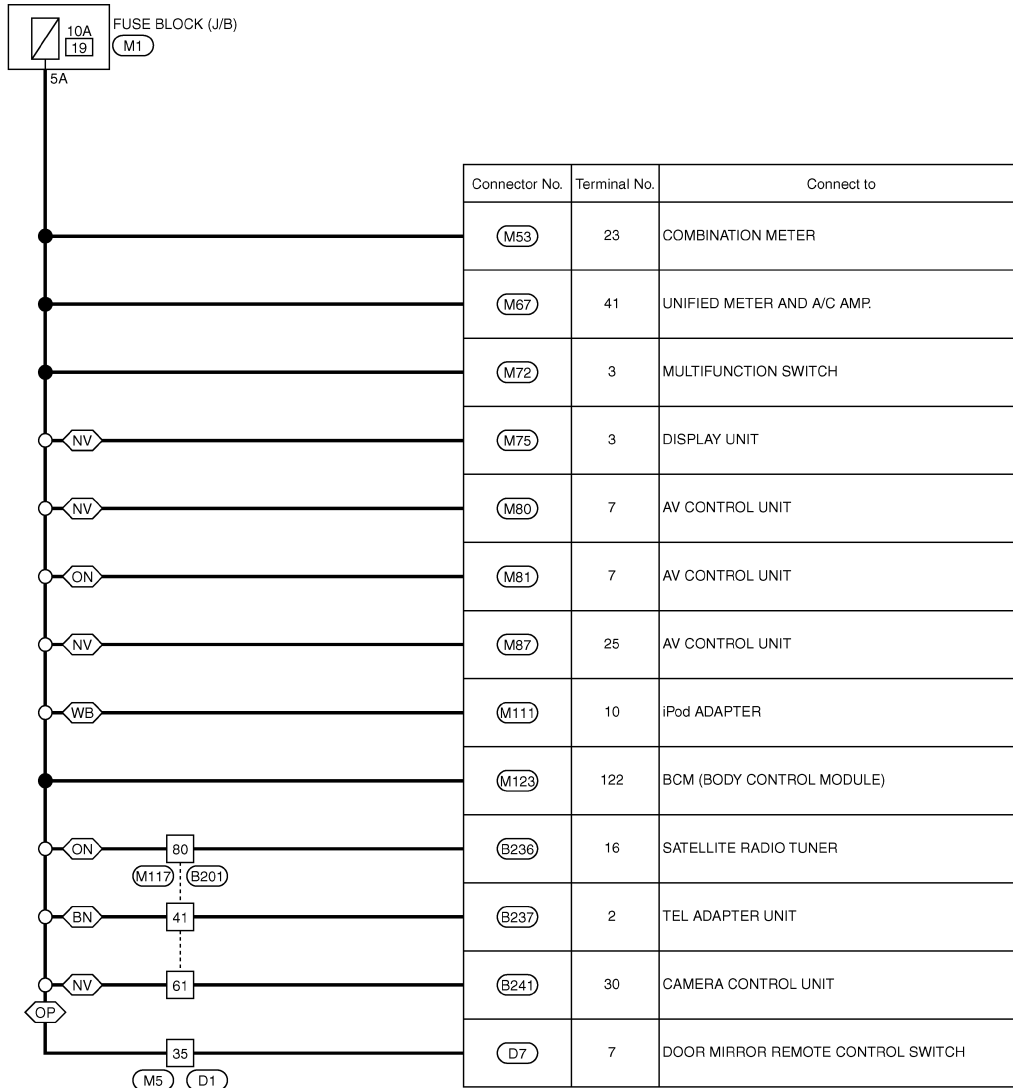 10A FUSE BLOCK (J/B)
19 M1
5A
Connector No. Terminal No. Connect to
M53 23 COMBINATION METER
M67 41 UNIFIED METER AND A/C AMP.
M72 3 MULTIFUNCTION SWITCH
NV M75 3 DISPLAY UNIT
NV M80 7 AV CONTROL UNIT
ON M81 7 AV CONTROL UNIT
NV M87 25 AV CONTROL UNIT
WB M111 10 iPod ADAPTER
M123 122 BCM (BODY CONTROL MODULE)
ON 80 B236 16 SATELLITE RADIO TUNER
M117 B201
BN 41 B237 2 TEL ADAPTER UNIT
NV 61 B241 30 CAMERA CONTROL UNIT
OP
35 D7 7 DOOR MIRROR REMOTE CONTROL SWITCH
M5 D1